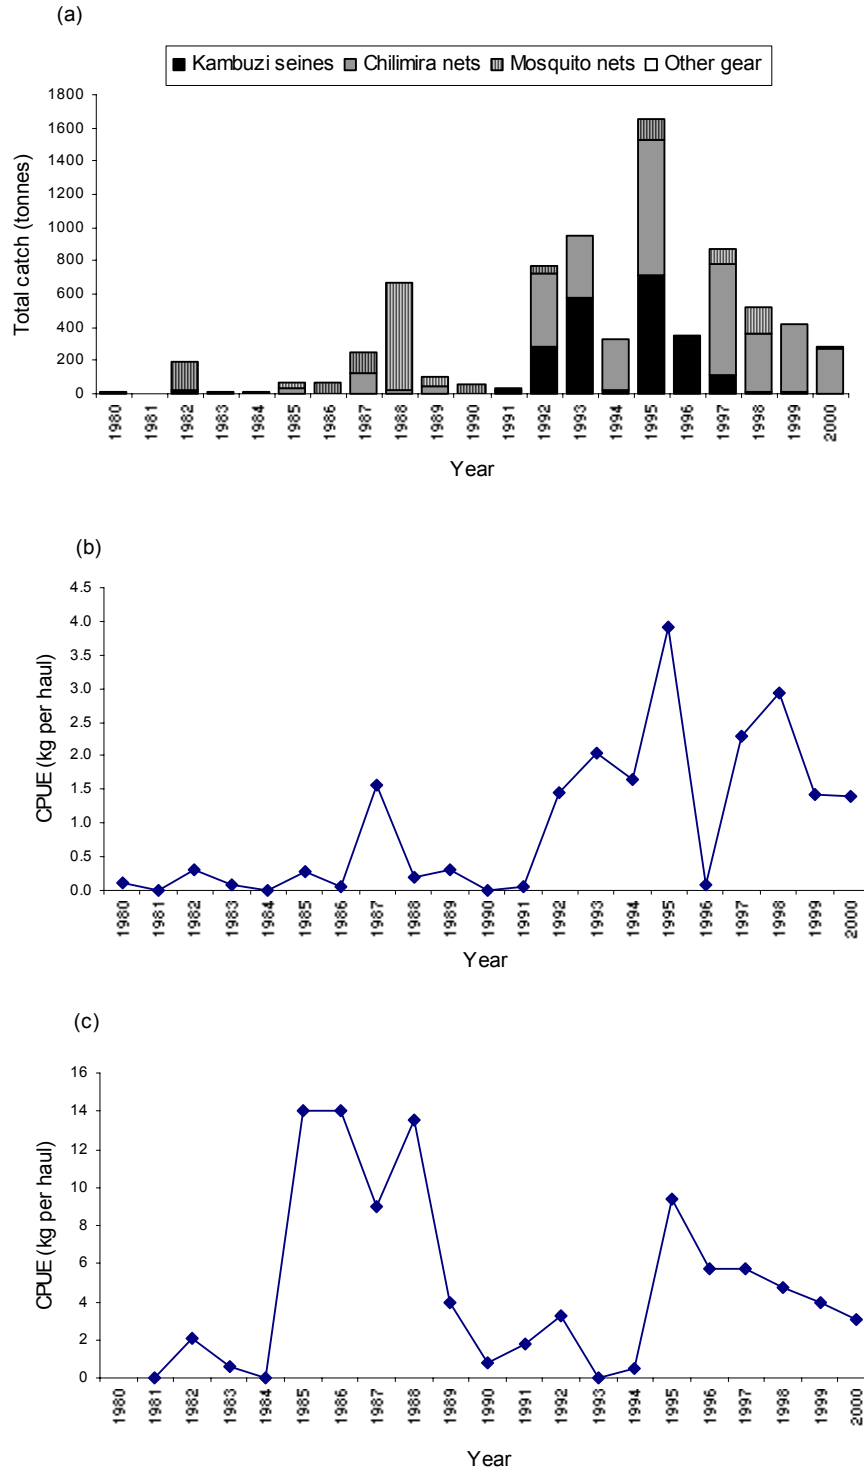 (a)
Kambuzi seines Chilimira nets Mosquito nets Other gear
1800
1600
1400
1200
1000
800
600
400
200
0
Total catch (tonnes)
1980 1981 1982 1983 1984 1985 1986 1987 1988 1989 1990 1991 1992 1993 1994 1995 1996 1997 1998 1999 2000
Year
(b)
4.5
4.0
3.5
3.0
2.5
2.0
1.5
1.0
0.5
0.0
CPUE (kg per haul)
1980 1981 1982 1983 1984 1985 1986 1987 1988 1989 1990 1991 1992 1993 1994 1995 1996 1997 1998 1999 2000
Year
(c)
16
14
12
10
8
6
4
2
0
CPUE (kg per haul)
1980 1981 1982 1983 1984 1985 1986 1987 1988 1989 1990 1991 1992 1993 1994 1995 1996 1997 1998 1999 2000
Year